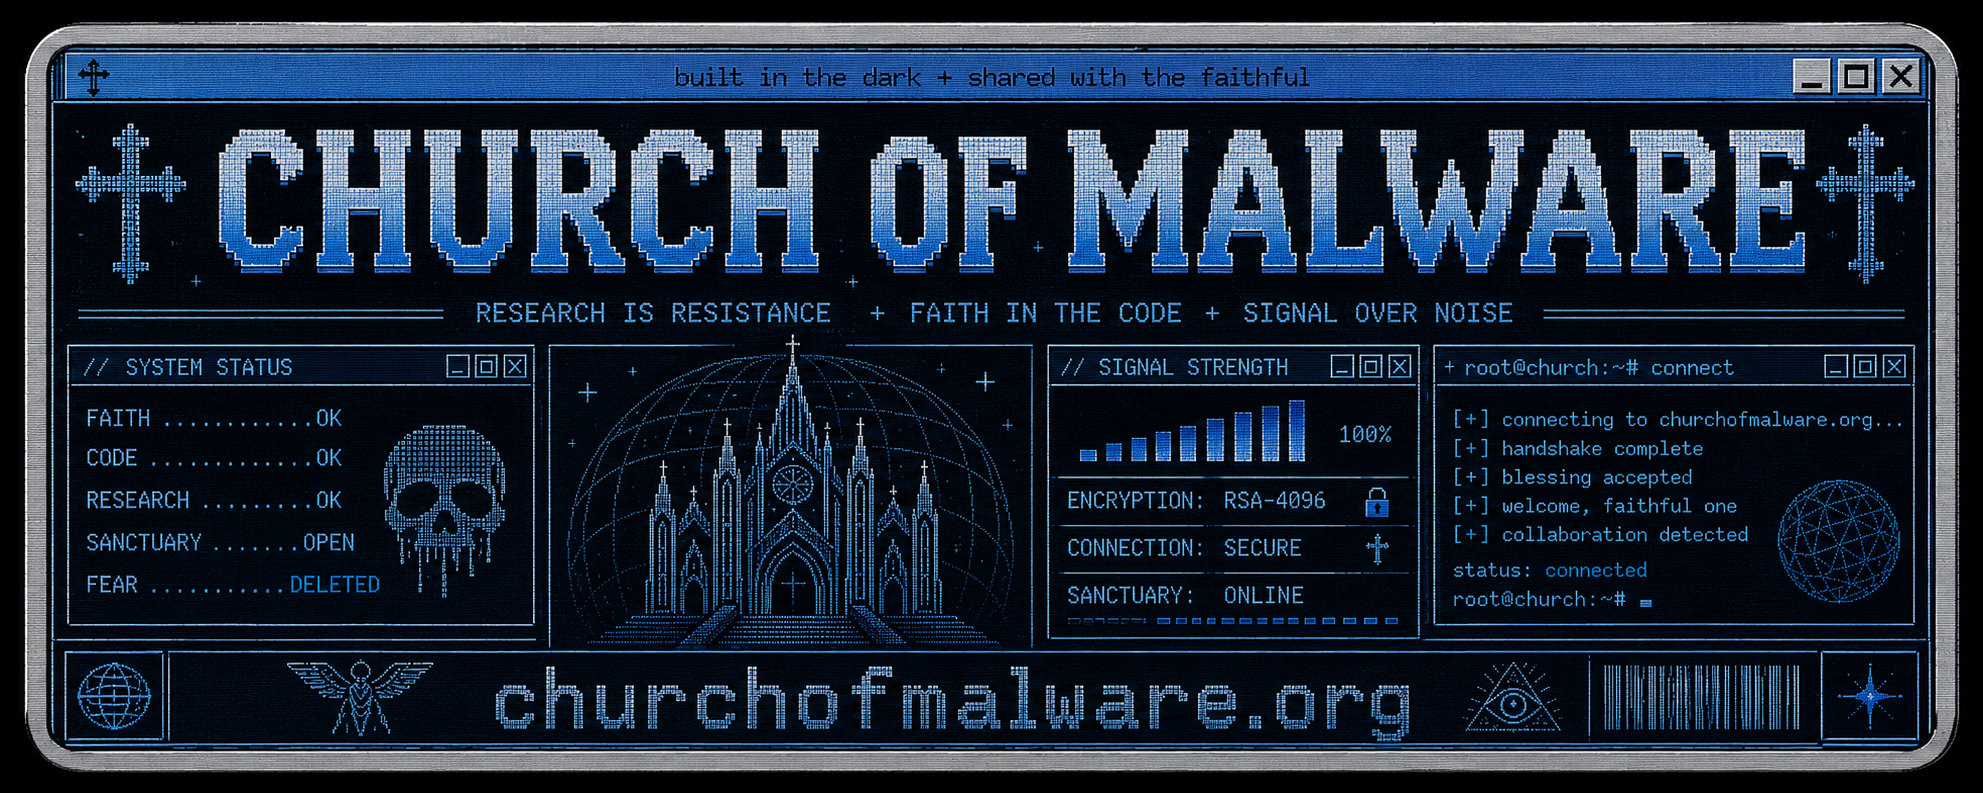 built in the dark + shared with the faithful
CHURCH OF MALWARE
RESEARCH IS RESISTANCE + FAITH IN THE CODE + SIGNAL OVER NOISE
// SYSTEM STATUS
FAITH ............OK
CODE .............OK
RESEARCH .........OK
SANCTUARY .......OPEN
FEAR ...........DELETED
// SIGNAL STRENGTH
100%
ENCRYPTION: RSA-4096
CONNECTION: SECURE
SANCTUARY: ONLINE
+ root@church:~# connect
[+] connecting to churchofmalware.org...
[+] handshake complete
[+] blessing accepted
[+] welcome, faithful one
[+] collaboration detected
status: connected
root@church:~#
churchofmalware.org